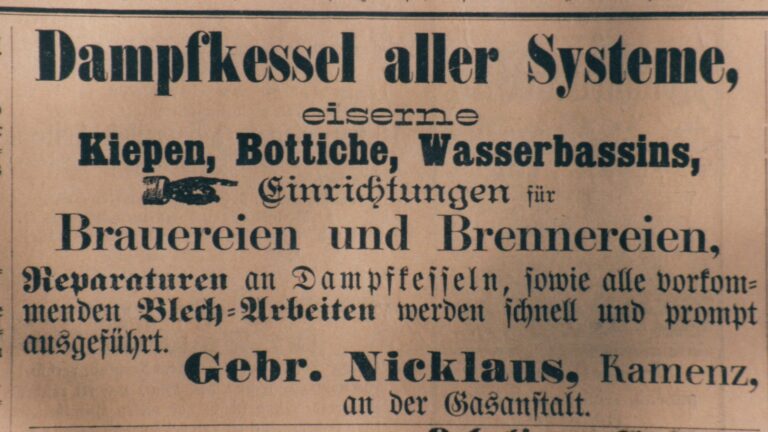 Dampfkessel aller Systeme,
eiserne
Kiepen, Bottiche, Wasserbassins,
Einrichtungen für
Brauereien und Brennereien,
Reparaturen an Dampfkesseln, sowie alle vorkom-
menden Blech-Arbeiten werden schnell und prompt
ausgeführt.
Gebr. Nicklaus, Kamenz,
an der Gasanstalt.